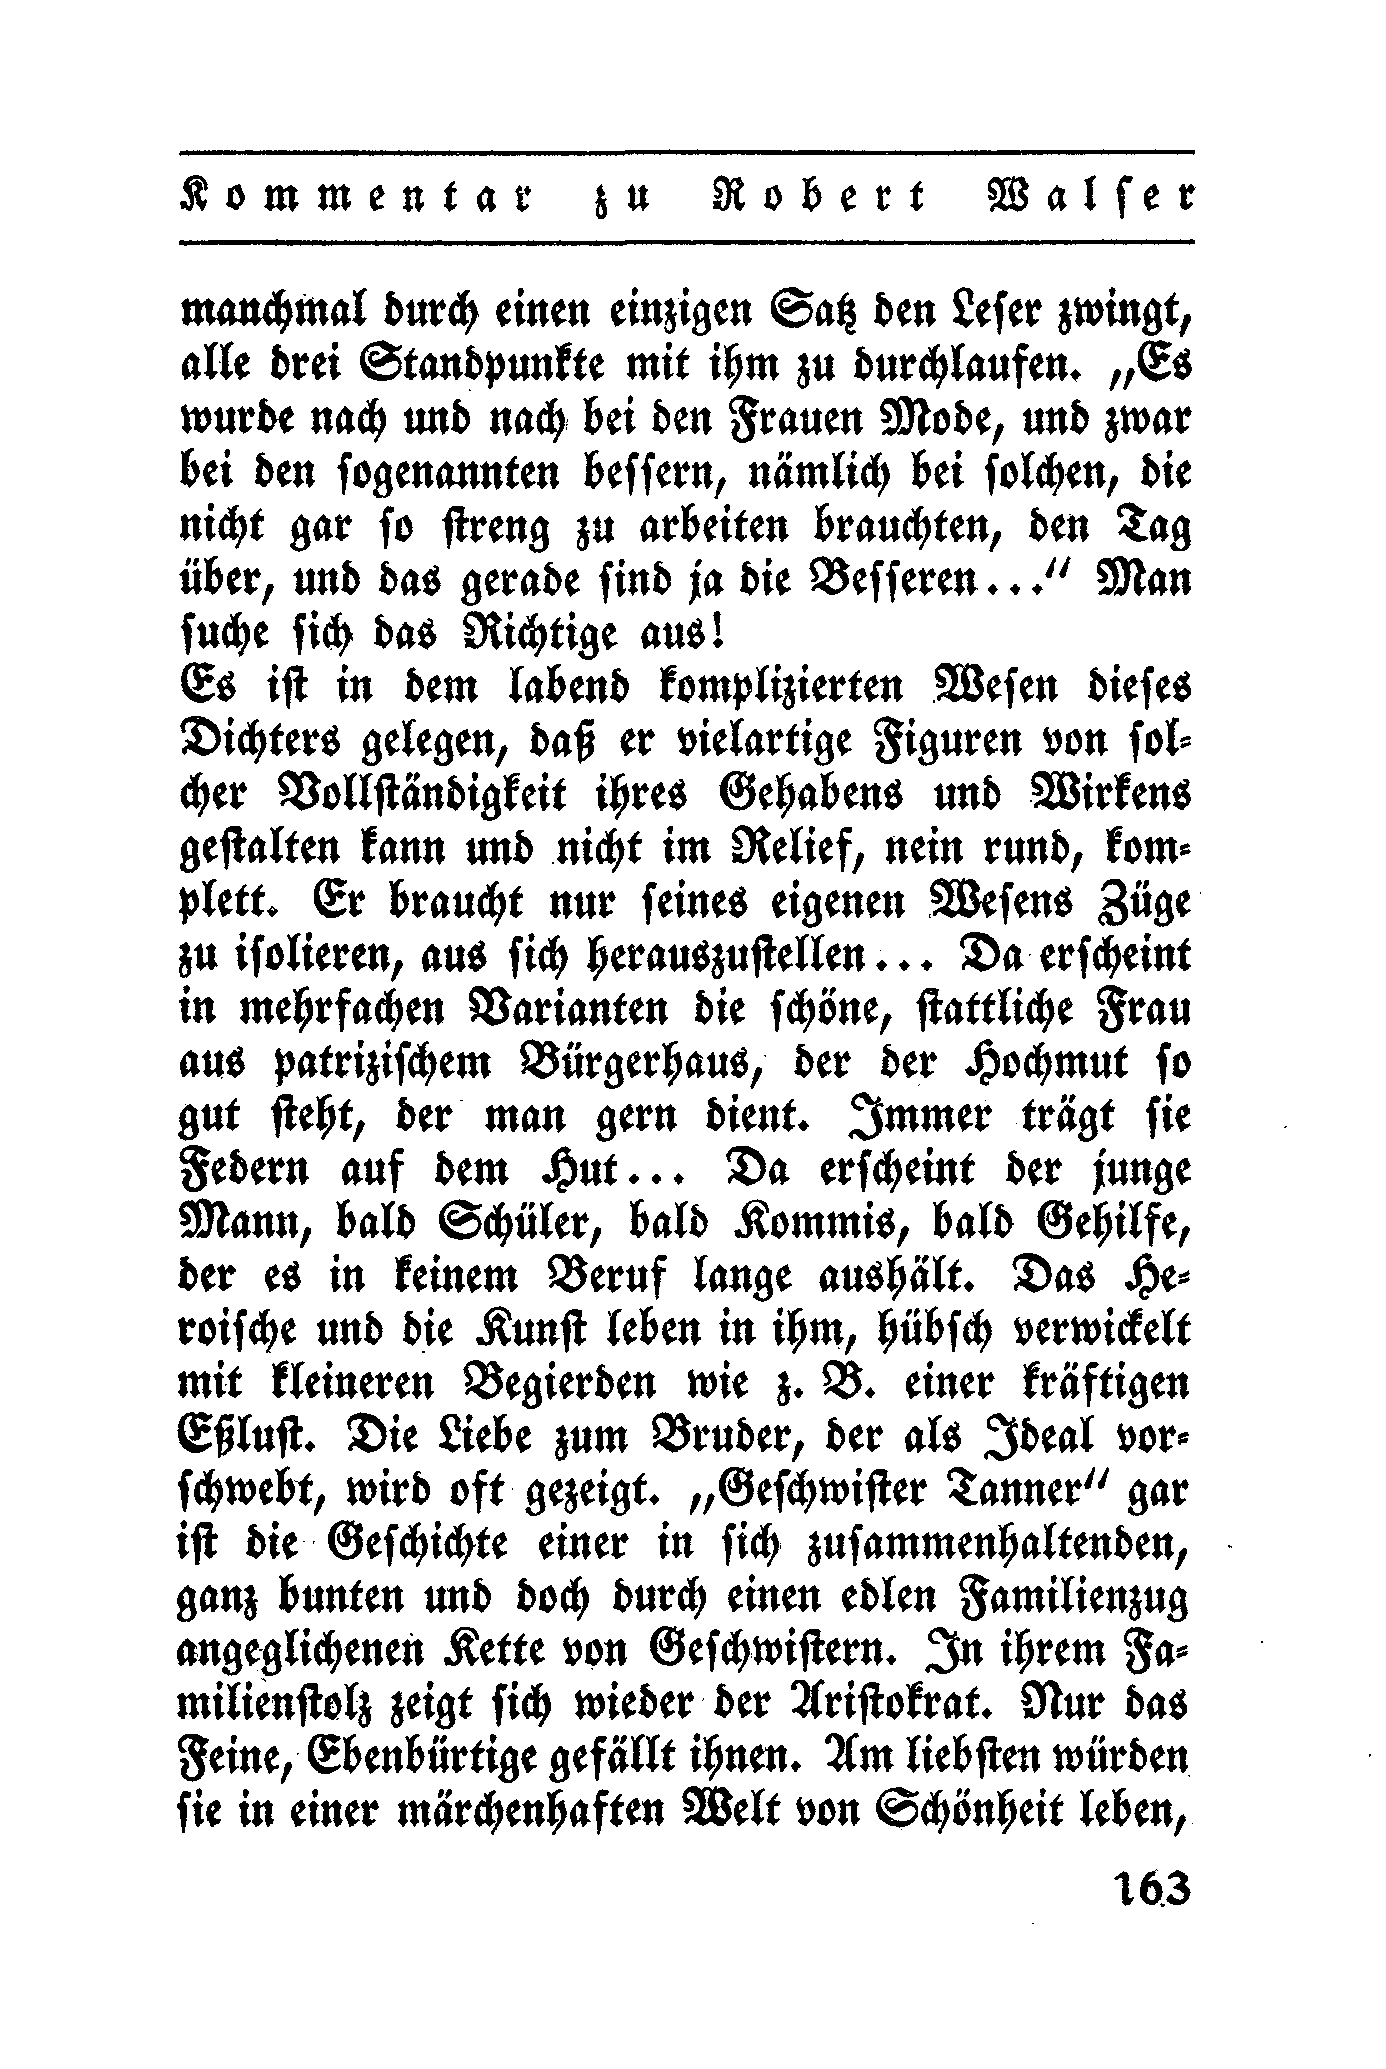 Kommentar zu Robert Walser
manchmal durch einen einzigen Satz den Leser zwingt,
alle drei Standpunkte mit ihm zu durchlaufen. „Es
wurde nach und nach bei den Frauen Mode, und zwar
bei den sogenannten bessern, nämlich bei solchen, die
nicht gar so streng zu arbeiten brauchten, den Tag
über, und das gerade sind ja die Besseren...“ Man
suche sich das Richtige aus!
Es ist in dem labend komplizierten Wesen dieses
Dichters gelegen, daß er vielartige Figuren von sol-
cher Vollständigkeit ihres Gehabens und Wirkens
gestalten kann und nicht im Relief, nein rund, kom-
plett. Er braucht nur seines eigenen Wesens Züge
zu isolieren, aus sich herauszustellen... Da erscheint
in mehrfachen Varianten die schöne, stattliche Frau
aus patrizischem Bürgerhaus, der der Hochmut so
gut steht, der man gern dient. Immer trägt sie
Federn auf dem Hut... Da erscheint der junge
Mann, bald Schüler, bald Kommis, bald Gehilfe,
der es in keinem Beruf lange aushält. Das He-
roische und die Kunst leben in ihm, hübsch verwickelt
mit kleineren Begierden wie z. B. einer kräftigen
Eßlust. Die Liebe zum Bruder, der als Ideal vor-
schwebt, wird oft gezeigt. „Geschwister Tanner“ gar
ist die Geschichte einer in sich zusammenhaltenden,
ganz bunten und doch durch einen edlen Familienzug
angeglichenen Kette von Geschwistern. In ihrem Fa-
milienstolz zeigt sich wieder der Aristokrat. Nur das
Feine, Ebenbürtige gefällt ihnen. Am liebsten würden
sie in einer märchenhaften Welt von Schönheit leben,
163